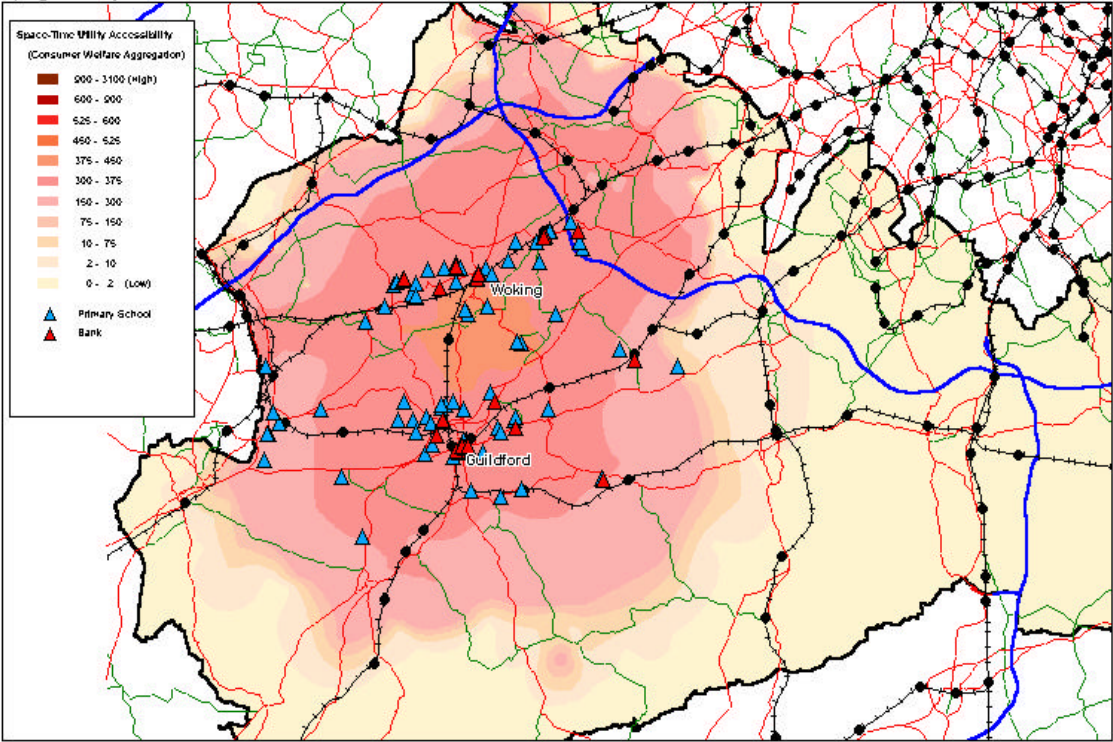 Space-Time Utility Accessibility
(Consumer Welfare Aggregation)
900 - 3100 (High)
600 - 900
525 - 600
450 - 525
375 - 450
300 - 375
150 - 300
75 - 150
10 - 75
2 - 10
0 - 2 (Low)
Primary School
Bank
Woking
Guildford